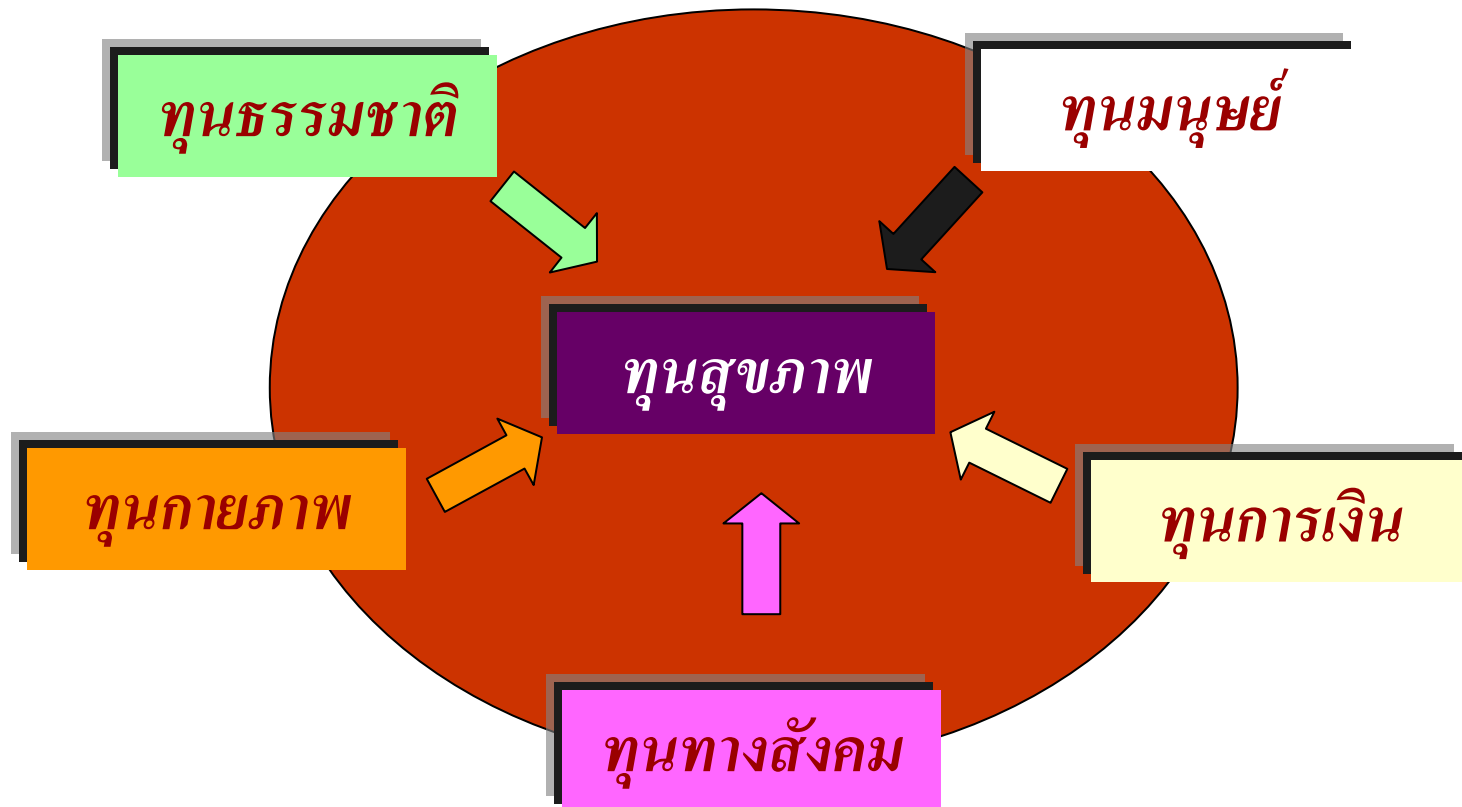 ทุนธรรมชาติ
ทุนมนุษย์
ทุนสุขภาพ
ทุนกายภาพ
ทุนการเงิน
ทุนทางสังคม